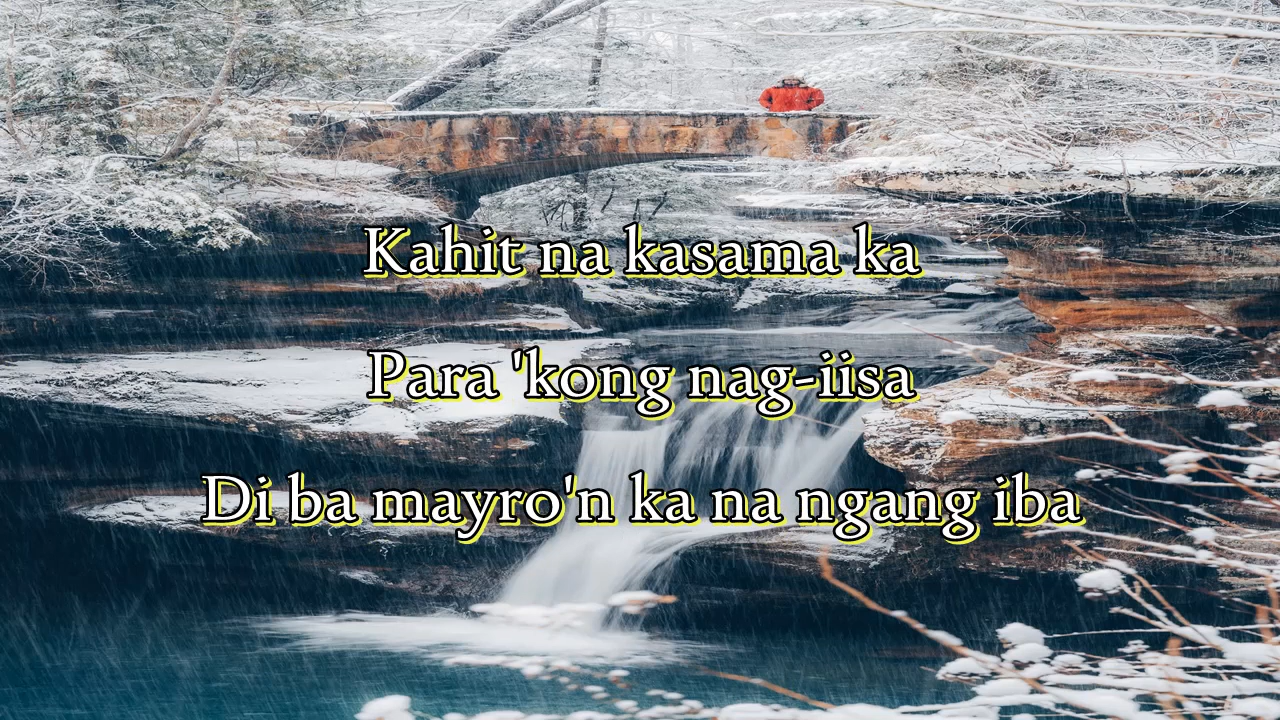 Kahit na kasama ka
Para 'kong nag-iisa
Di ba mayro'n ka na ngang iba